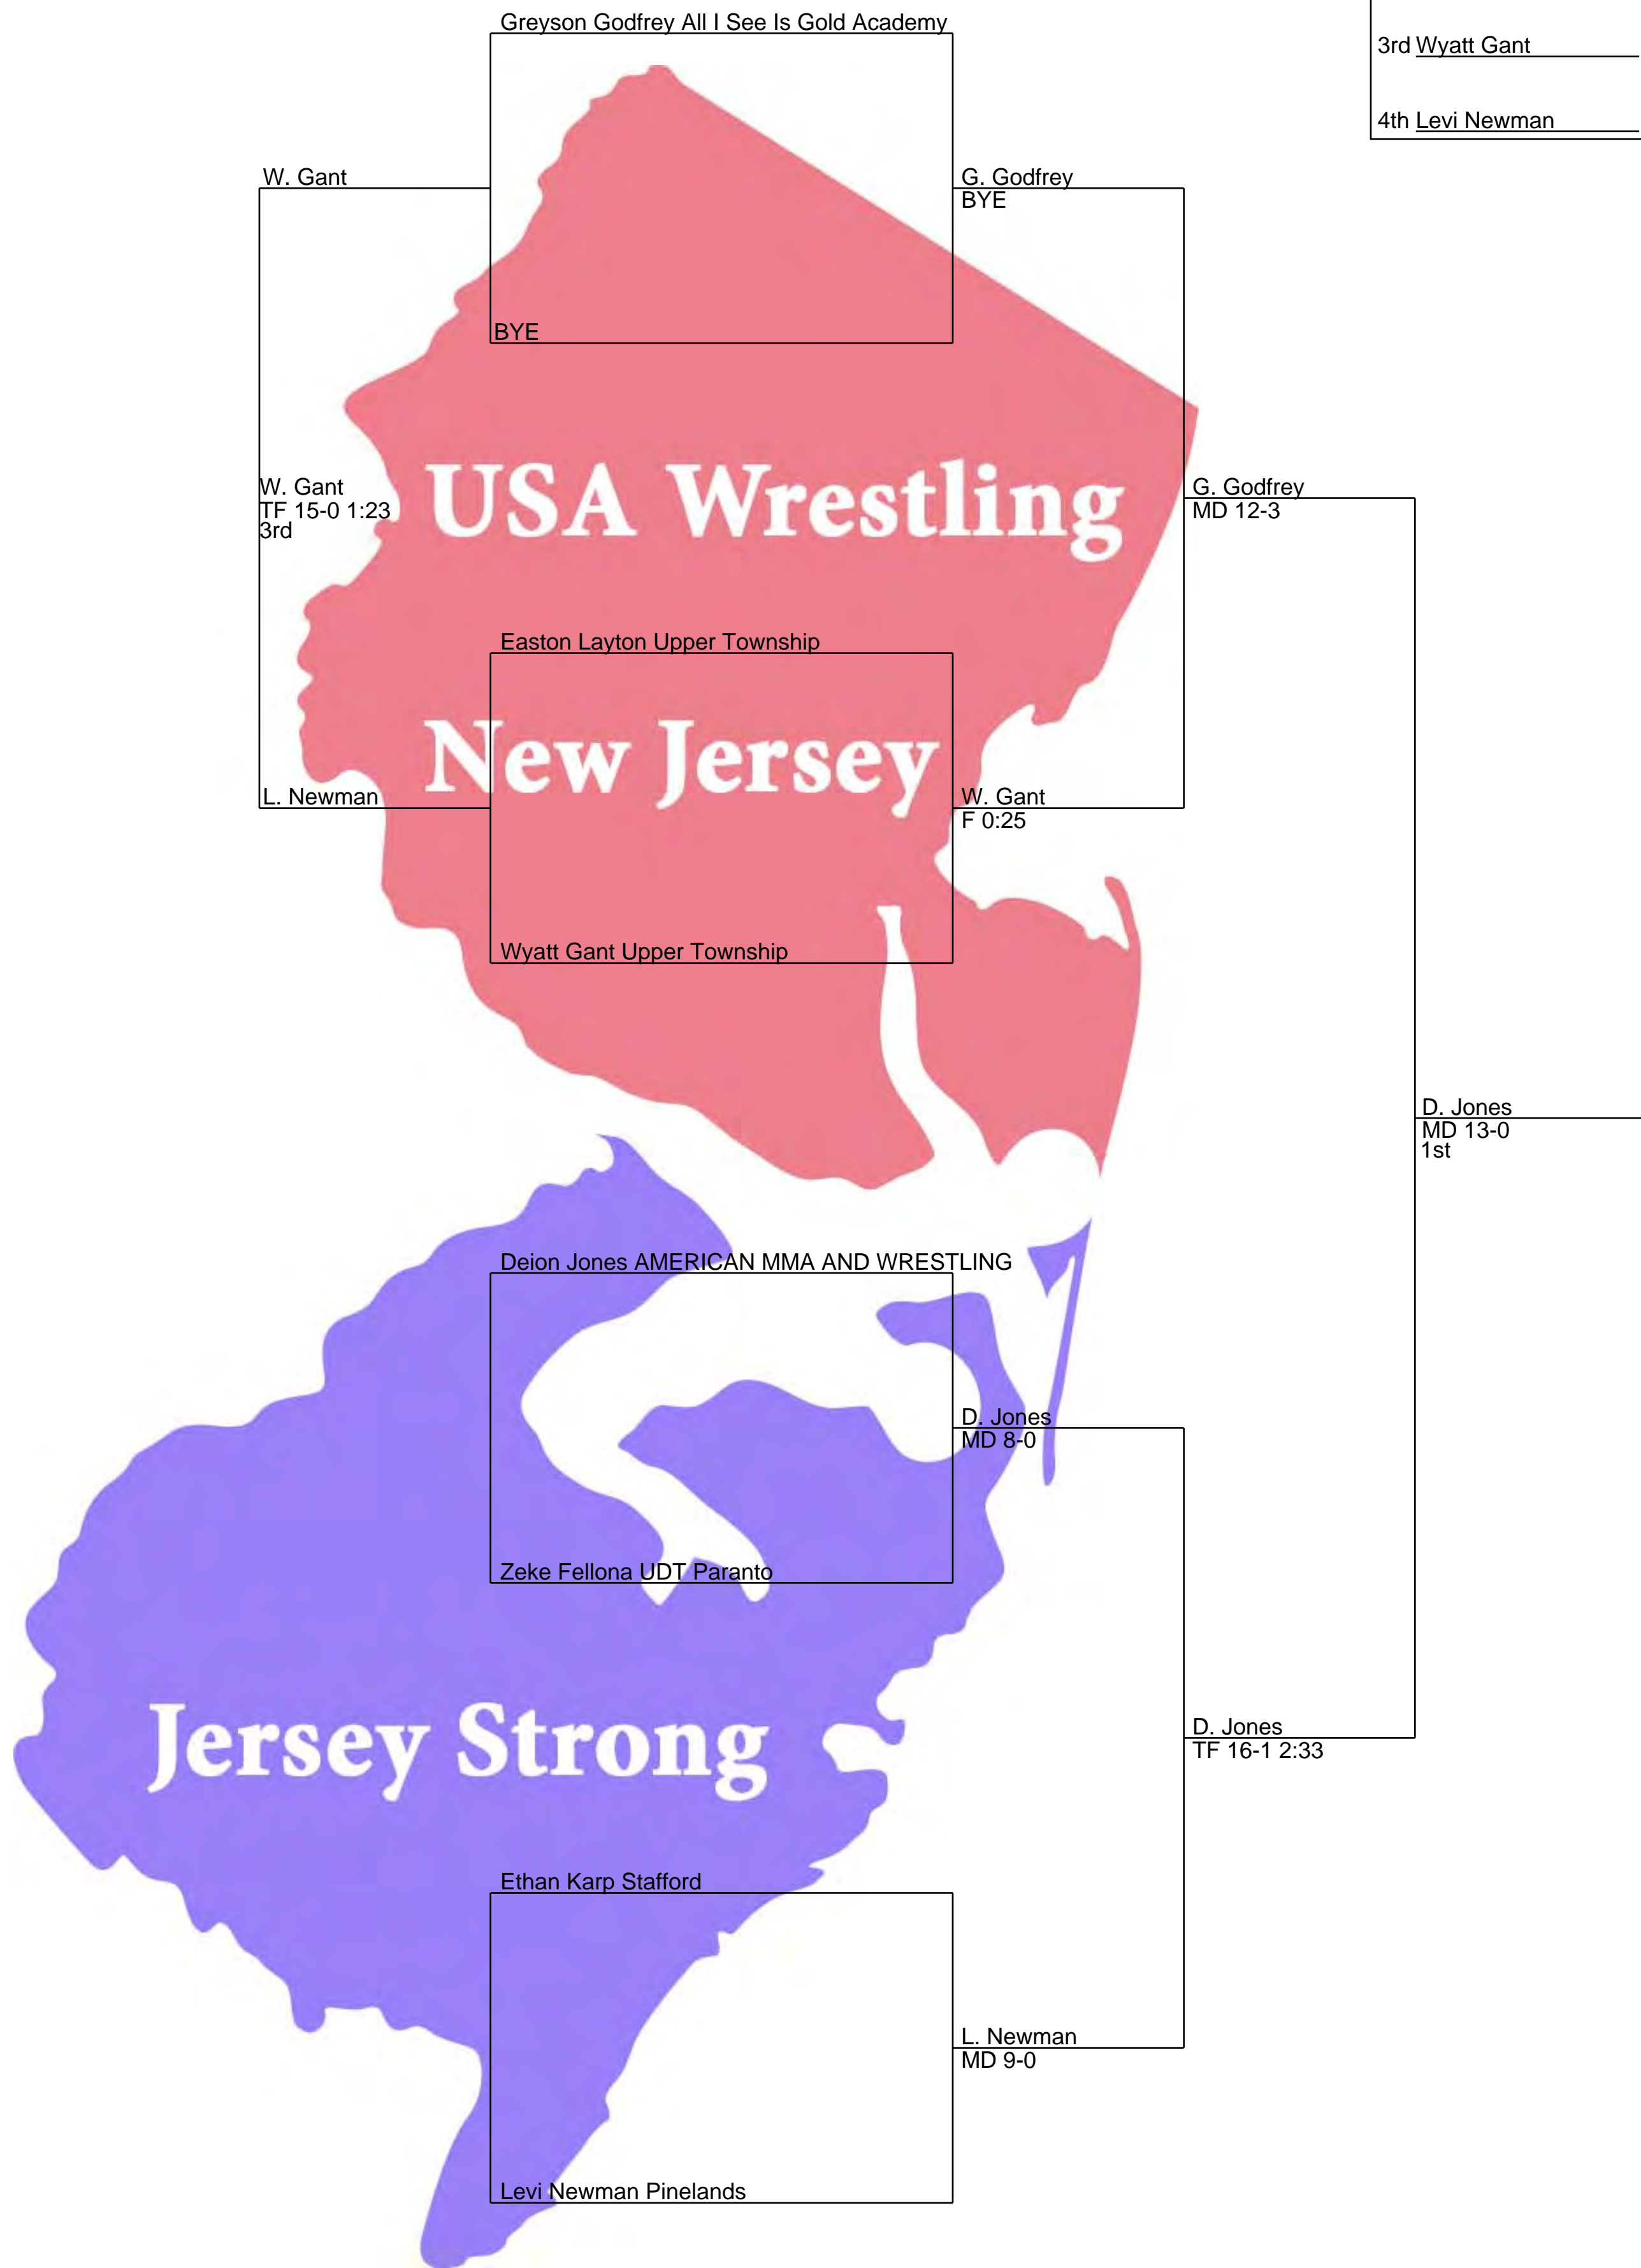 Greyson Godfrey All I See Is Gold Academy
3rd Wyatt Gant
4th Levi Newman
W. Gant
G. Godfrey
BYE
BYE
USA Wrestling
W. Gant
TF 15-0 1:23
3rd
G. Godfrey
MD 12-3
Easton Layton Upper Township
New Jersey
L. Newman
W. Gant
F 0:25
Wyatt Gant Upper Township
D. Jones
MD 13-0
1st
Deion Jones AMERICAN MMA AND WRESTLING
D. Jones
MD 8-0
Zeke Fellona UDT Paranto
Jersey Strong
D. Jones
TF 16-1 2:33
Ethan Karp Stafford
L. Newman
MD 9-0
Levi Newman Pinelands